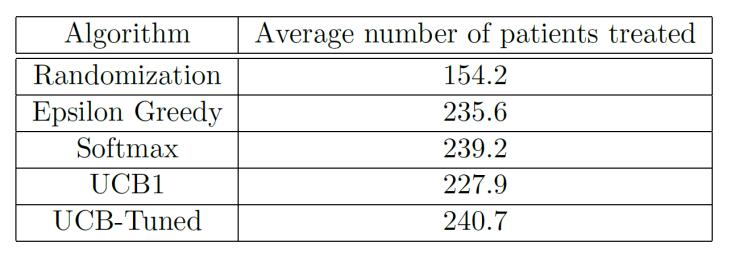 Algorithm Average number of patients treated
Randomization 154.2
Epsilon Greedy 235.6
Softmax 239.2
UCB1 227.9
UCB-Tuned 240.7